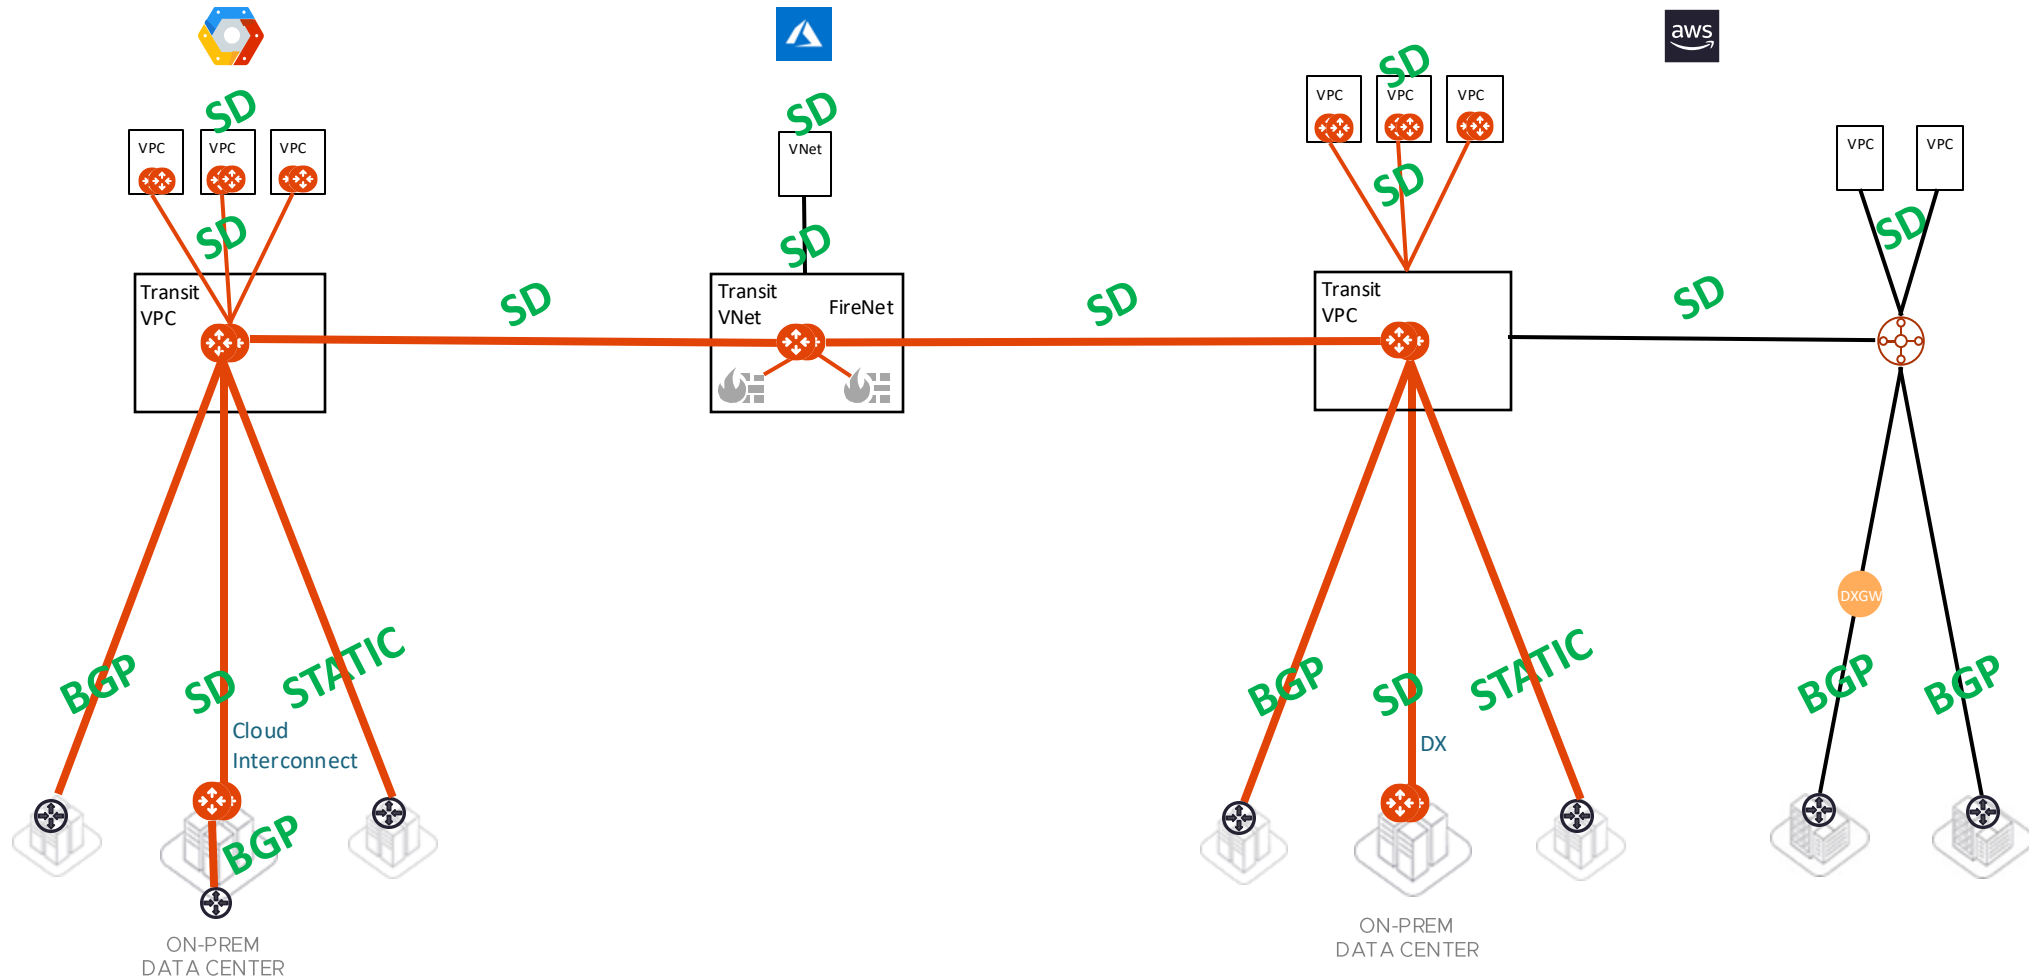 aws
SD
VPC
VPC
VPC
SD
SD
VNet
SD
SD
VPC
VPC
VPC
SD
VPC
VPC
SD
Transit
VPC
SD
Transit
VNet
FireNet
SD
Transit
VPC
SD
BGP
SD
STATIC
Cloud
Interconnect
BGP
ON-PREM
DATA CENTER
BGP
SD
STATIC
DX
ON-PREM
DATA CENTER
DXGW
BGP
BGP